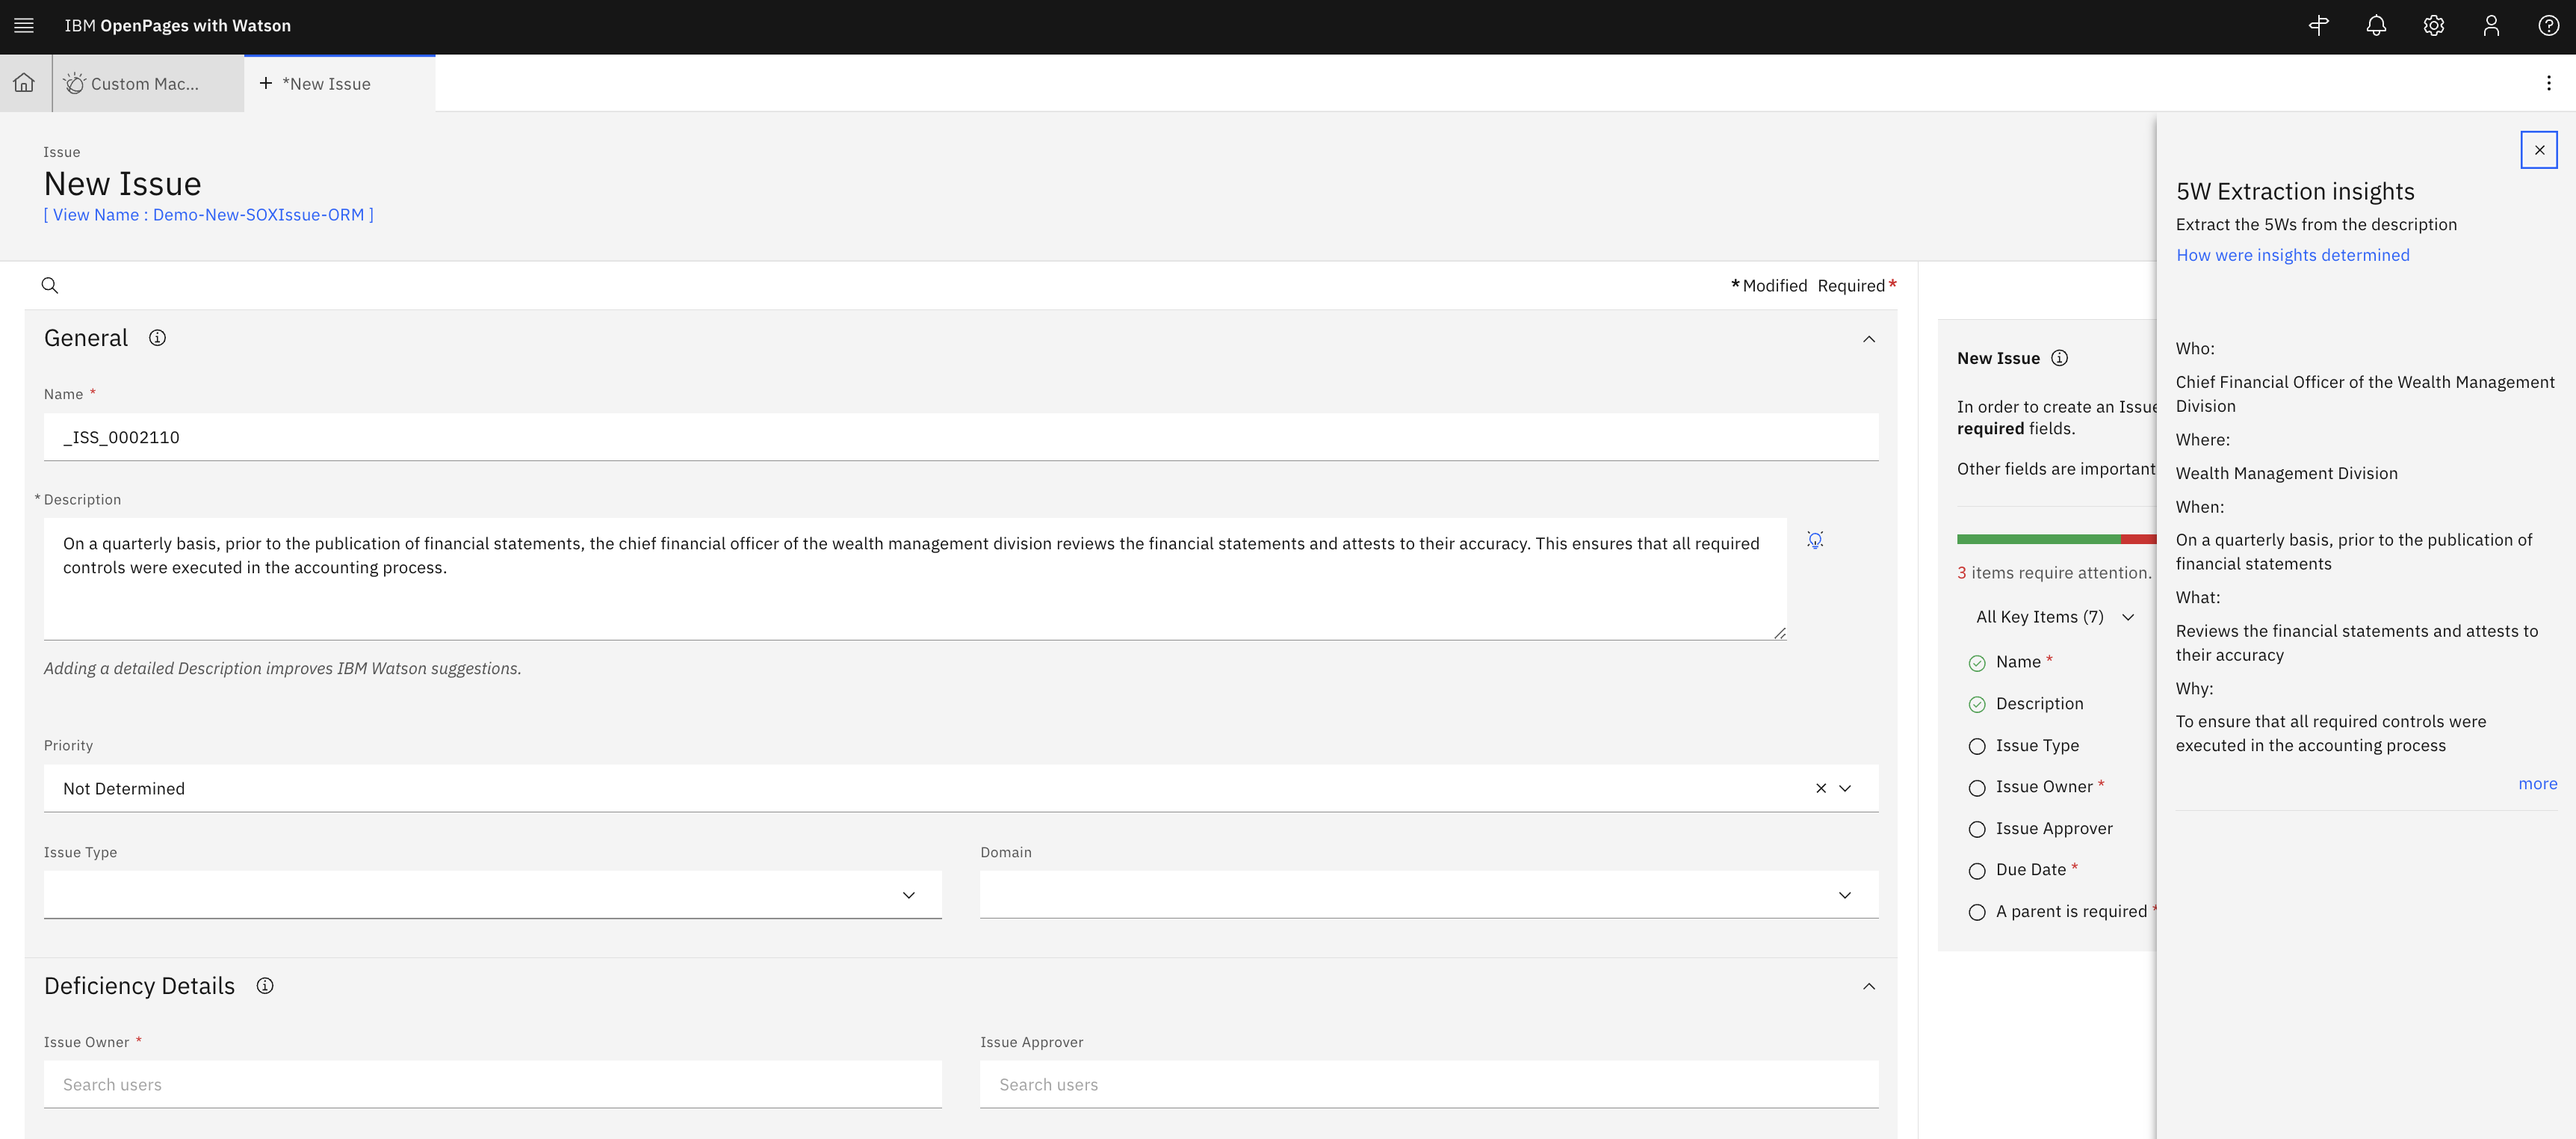 IBM OpenPages with Watson
Custom Mac...
+ *New Issue
Issue
New Issue
[ View Name : Demo-New-SOXIssue-ORM ]
* Modified Required *
General
Name *
_ISS_0002110
* Description
On a quarterly basis, prior to the publication of financial statements, the chief financial officer of the wealth management division reviews the financial statements and attests to their accuracy. This ensures that all required
controls were executed in the accounting process.
Adding a detailed Description improves IBM Watson suggestions.
Priority
Not Determined
Issue Type
Domain
Deficiency Details
Issue Owner *
Issue Approver
Search users
Search users
New Issue
In order to create an Issue
required fields.
Other fields are important
3 items require attention.
All Key Items (7)
Name *
Description
Issue Type
Issue Owner *
Issue Approver
Due Date *
A parent is required *
5W Extraction insights
Extract the 5Ws from the description
How were insights determined
Who:
Chief Financial Officer of the Wealth Management
Division
Where:
Wealth Management Division
When:
On a quarterly basis, prior to the publication of
financial statements
What:
Reviews the financial statements and attests to
their accuracy
Why:
To ensure that all required controls were
executed in the accounting process
more